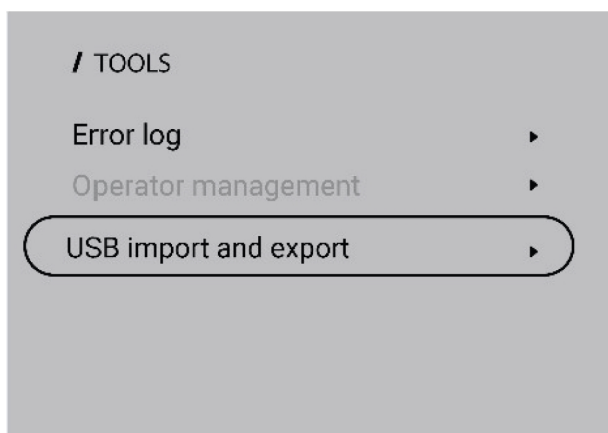 / TOOLS
Error log
Operator management
USB import and export